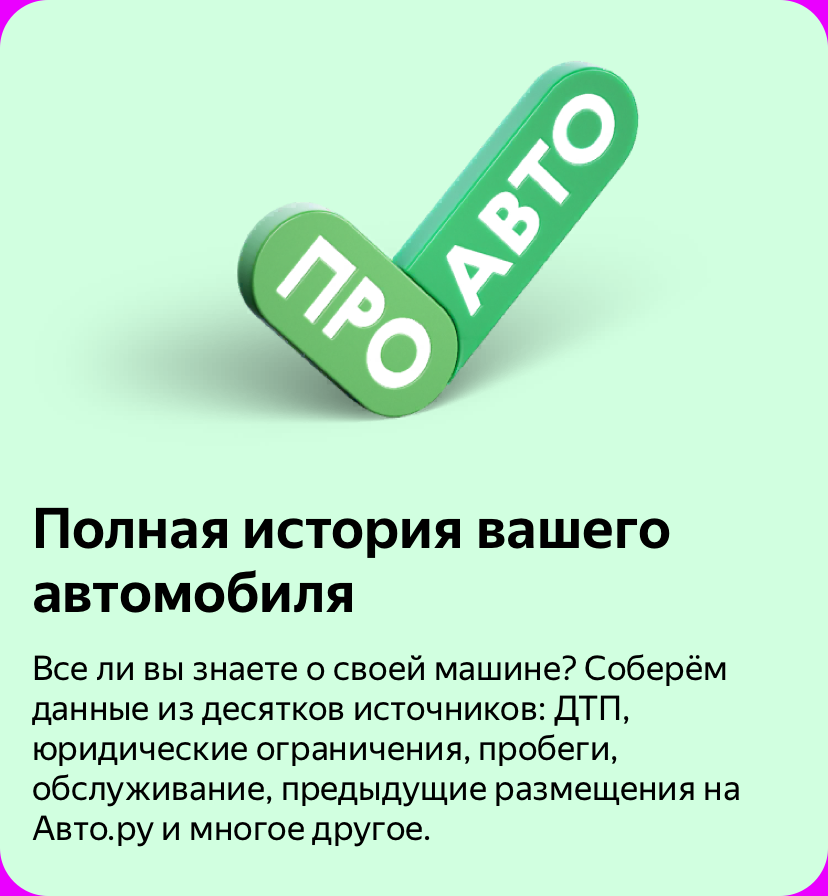 ПРО
АВТО
Полная история вашего
автомобиля
Все ли вы знаете о своей машине? Соберём
данные из десятков источников: ДТП,
юридические ограничения, пробеги,
обслуживание, предыдущие размещения на
Авто.ру и многое другое.